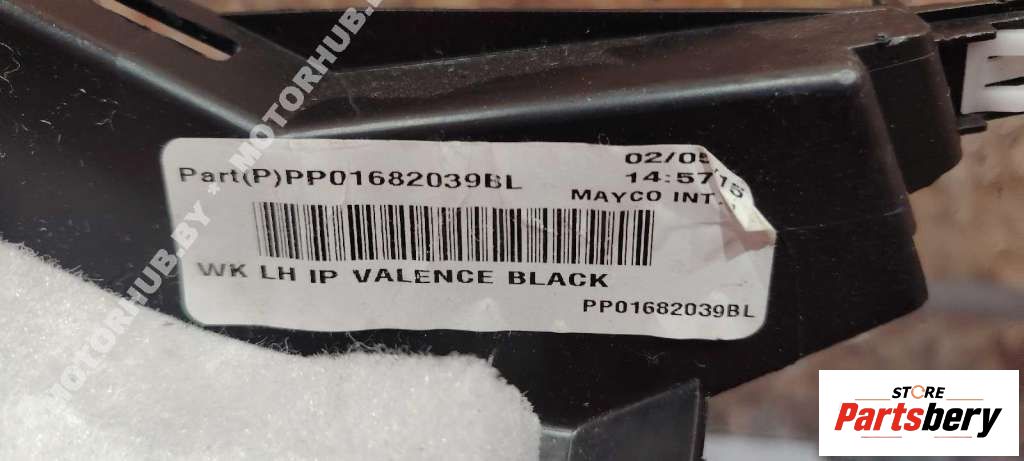 02/05
Part(P)PP01682039BL
14:57
15
MAYCO INT.
WK LH IP VALENCE BLACK
PP01682039BL
* MOTORHUB.BY * MOTORHUB.BY
STORE
Partsbery